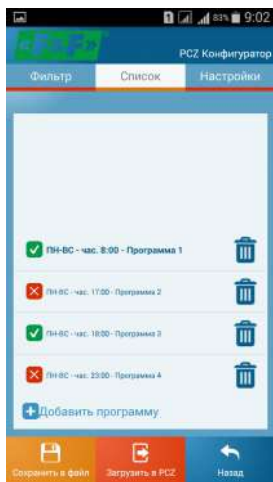 83% 9:02
«F&F»
PCZ Конфигуратор
Фильтр Список Настройки
ПН-ВС - час. 8:00 - Программа 1
ПН-ВС - час. 17:00 - Программа 2
ПН-ВС - час. 18:00 - Программа 3
ПН-ВС - час. 23:00 - Программа 4
Добавить программу
Сохранить в файл Загрузить в PCZ Назад